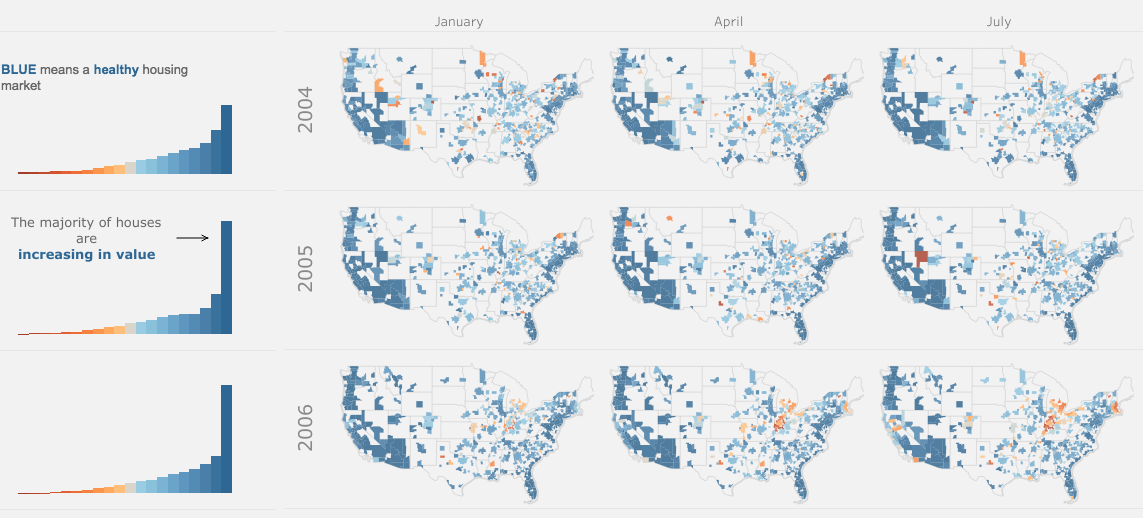 January
April
July
BLUE means a healthy housing
market
2004
The majority of houses
are
increasing in value
2005
2006